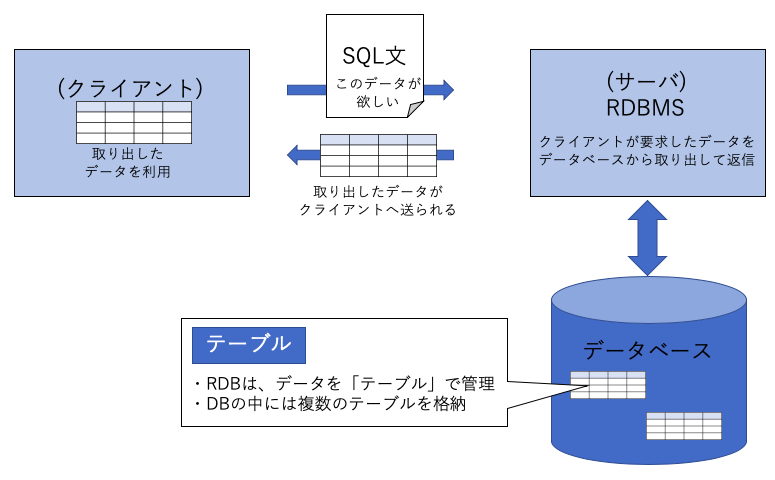 (クライアント)
取り出した
データを利用
SQL文
このデータが
欲しい
取り出したデータが
クライアントへ送られる
(サーバ)
RDBMS
クライアントが要求したデータを
データベースから取り出して返信
テーブル
・RDBは、データを「テーブル」で管理
・DBの中には複数のテーブルを格納
データベース